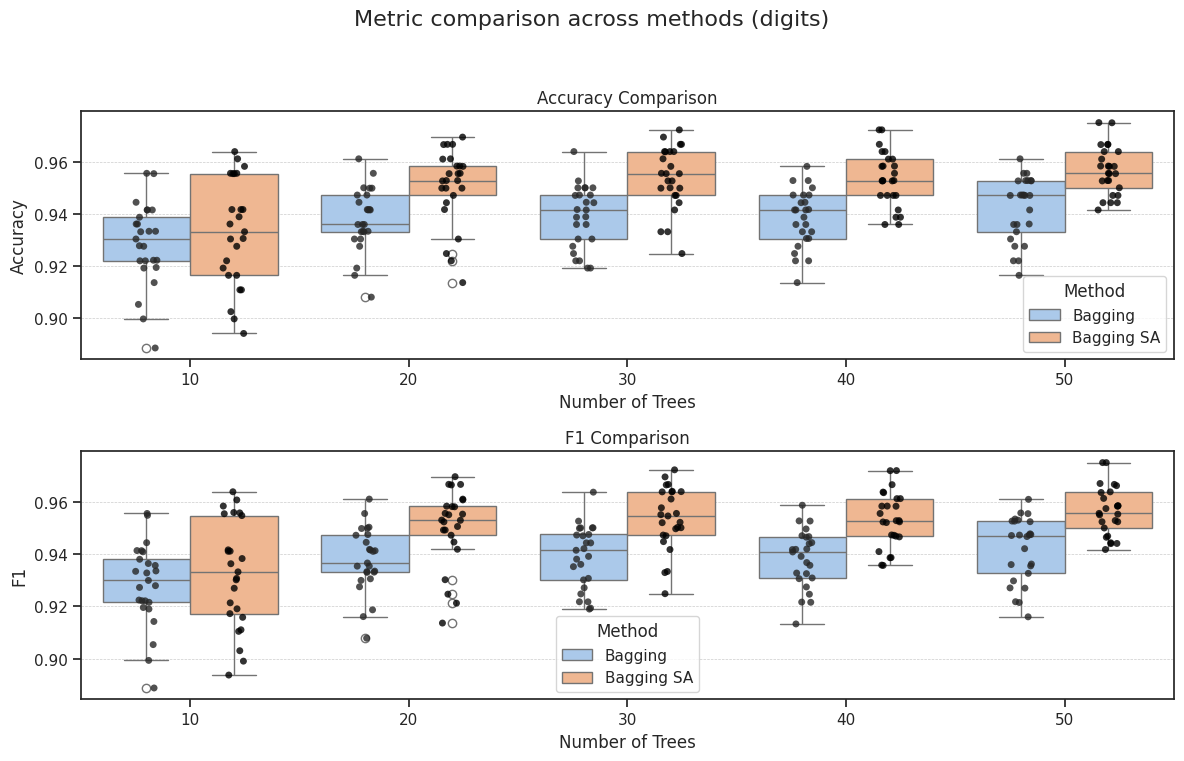 Metric comparison across methods (digits)
Accuracy Comparison
Accuracy
0.96
0.94
0.92
0.90
Method
Bagging
Bagging SA
10 20 30 40 50
Number of Trees
F1 Comparison
F1
0.96
0.94
0.92
0.90
Method
Bagging
Bagging SA
10 20 30 40 50
Number of Trees